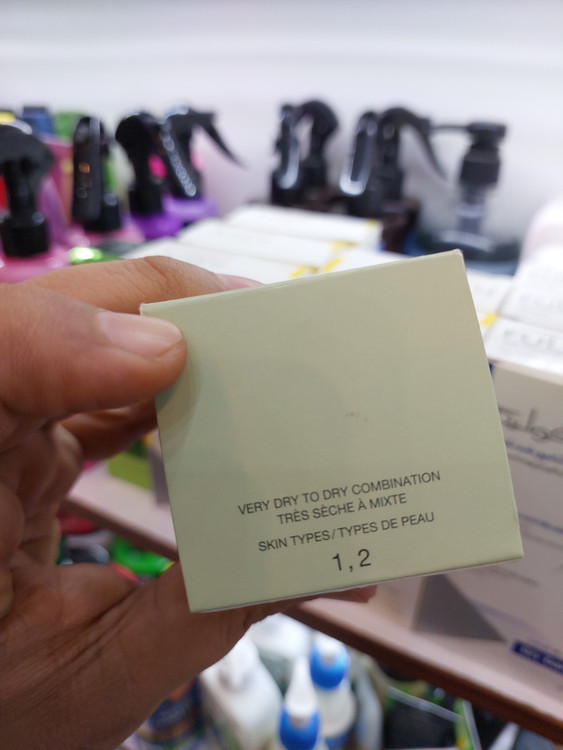 VERY DRY TO DRY COMBINATION
TRÈS SÈCHE À MIXTE
SKIN TYPES/TYPES DE PEAU
1,2